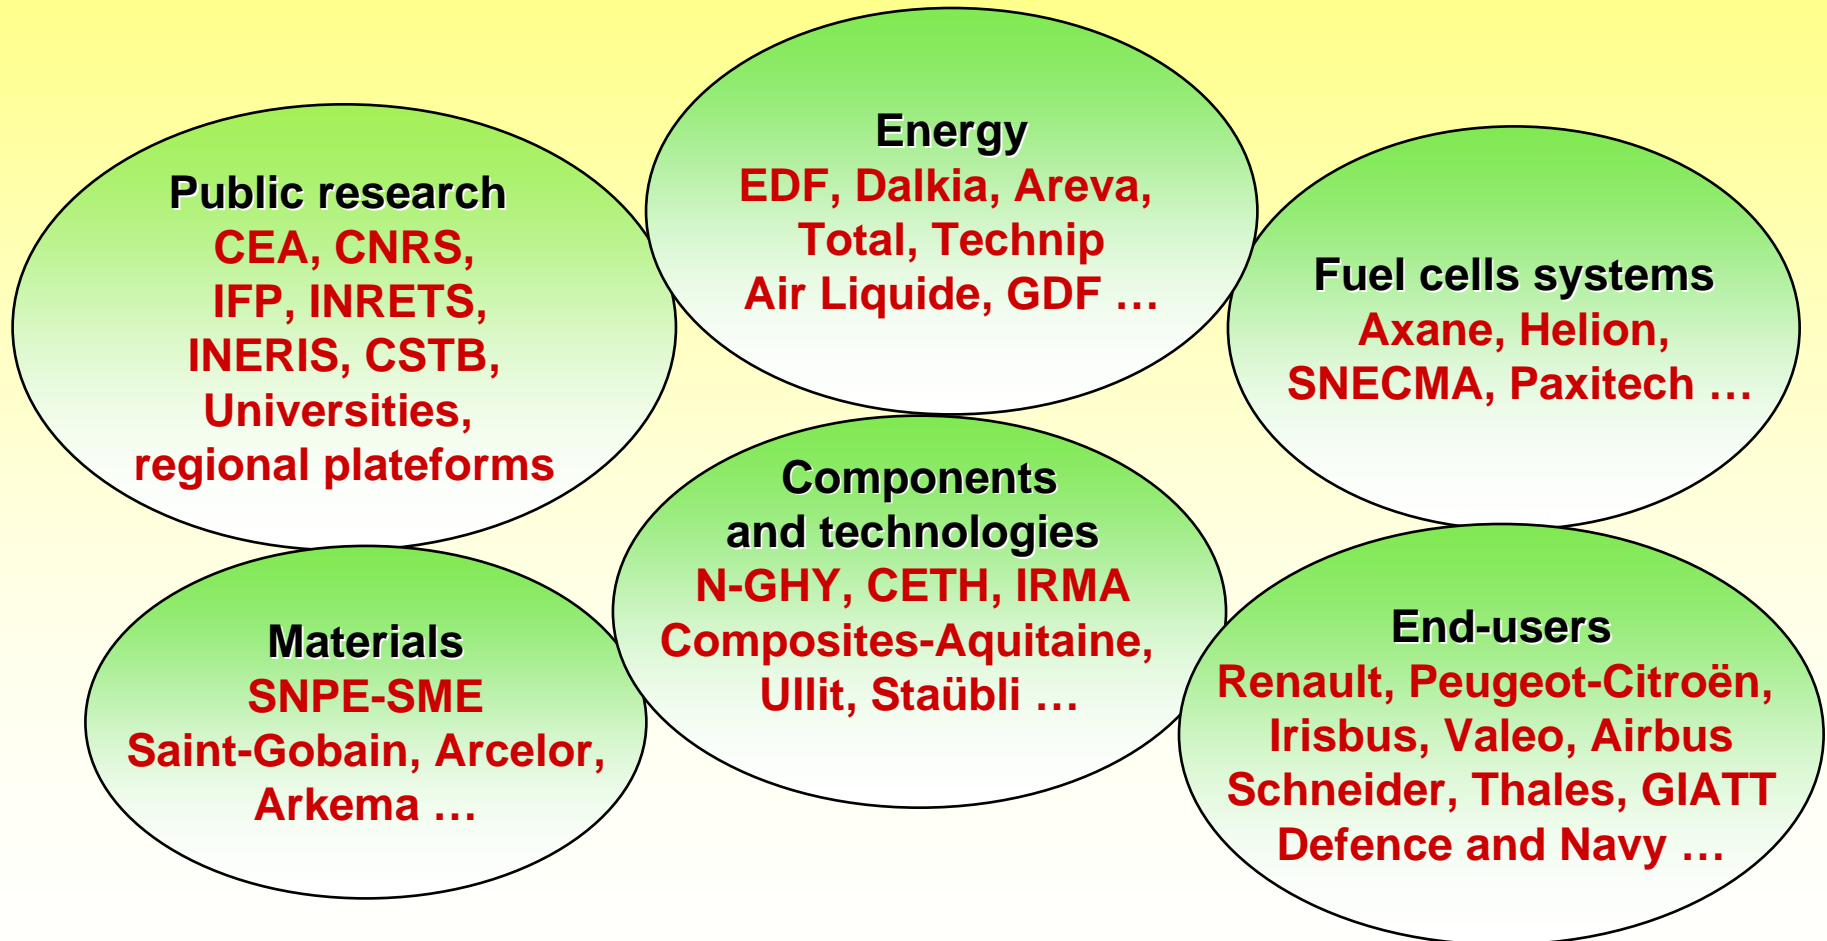 Public research
CEA, CNRS,
IFP, INRETS,
INERIS, CSTB,
Universities,
regional plateforms
Energy
EDF, Dalkia, Areva,
Total, Technip
Air Liquide, GDF …
Fuel cells systems
Axane, Helion,
SNECMA, Paxitech …
Materials
SNPE-SME
Saint-Gobain, Arcelor,
Arkema …
Components
and technologies
N-GHY, CETH, IRMA
Composites-Aquitaine,
Ullit, Staübli …
End-users
Renault, Peugeot-Citroën,
Irisbus, Valeo, Airbus
Schneider, Thales, GIATT
Defence and Navy …